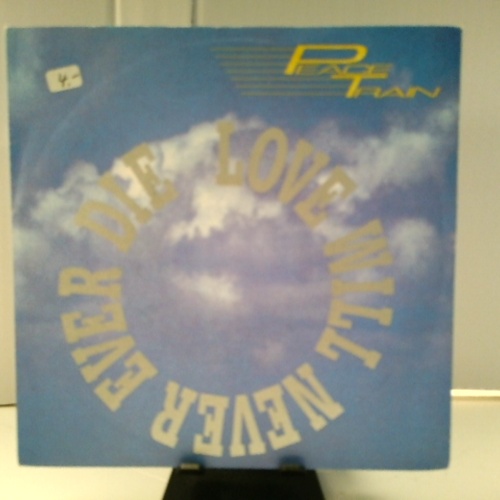 4.-
PEACE
TRAIN
LOVE WILL NEVER EVER DIE